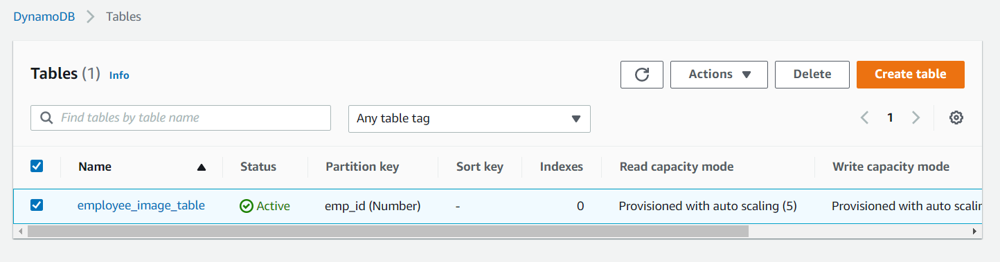 DynamoDB > Tables
Tables (1) Info
Actions Delete Create table
Find tables by table name Any table tag 1
Name Status Partition key Sort key Indexes Read capacity mode Write capacity mode
employee_image_table Active emp_id (Number) - 0 Provisioned with auto scaling (5) Provisioned with auto scalin